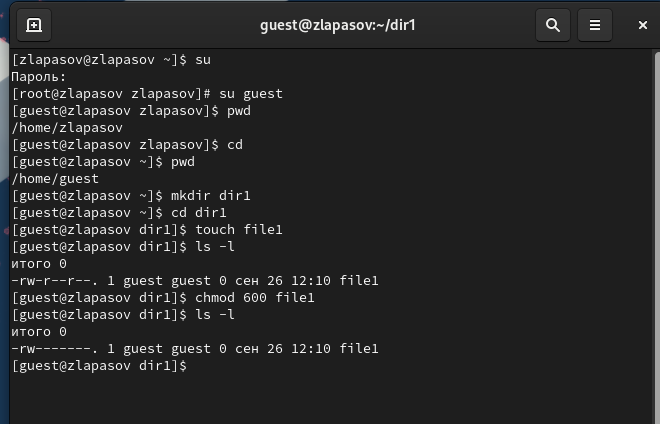 guest@zlapasov:~/dir1
[zlapasov@zlapasov ~]$ su
Пароль:
[root@zlapasov zlapasov]# su guest
[guest@zlapasov zlapasov]$ pwd
/home/zlapasov
[guest@zlapasov zlapasov]$ cd
[guest@zlapasov ~]$ pwd
/home/guest
[guest@zlapasov ~]$ mkdir dir1
[guest@zlapasov ~]$ cd dir1
[guest@zlapasov dir1]$ touch file1
[guest@zlapasov dir1]$ ls -l
итого 0
-rw-r--r--. 1 guest guest 0 сен 26 12:10 file1
[guest@zlapasov dir1]$ chmod 600 file1
[guest@zlapasov dir1]$ ls -l
итого 0
-rw-------. 1 guest guest 0 сен 26 12:10 file1
[guest@zlapasov dir1]$